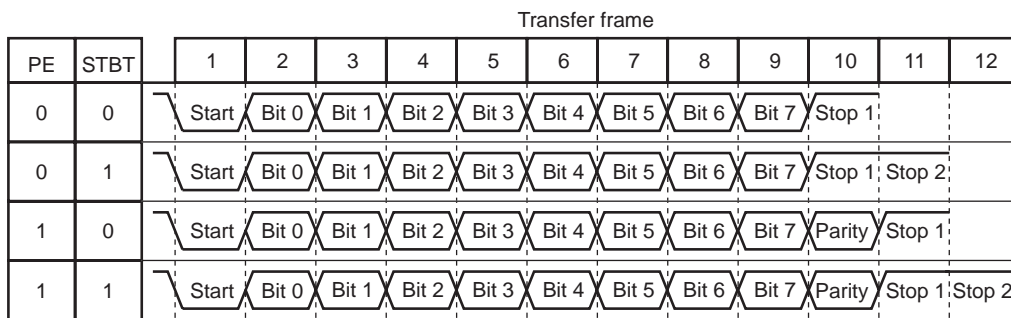 Transfer frame
PE STBT 1 2 3 4 5 6 7 8 9 10 11 12
0 0 Start Bit 0 Bit 1 Bit 2 Bit 3 Bit 4 Bit 5 Bit 6 Bit 7 Stop 1
0 1 Start Bit 0 Bit 1 Bit 2 Bit 3 Bit 4 Bit 5 Bit 6 Bit 7 Stop 1 Stop 2
1 0 Start Bit 0 Bit 1 Bit 2 Bit 3 Bit 4 Bit 5 Bit 6 Bit 7 Parity Stop 1
1 1 Start Bit 0 Bit 1 Bit 2 Bit 3 Bit 4 Bit 5 Bit 6 Bit 7 Parity Stop 1 Stop 2